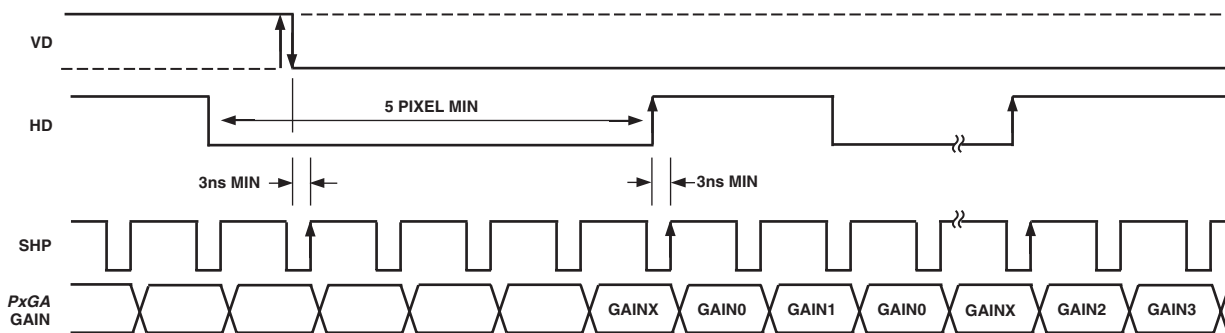 VD
HD
5 PIXEL MIN
3ns MIN
3ns MIN
SHP
PxGA
GAIN
GAINX
GAIN0
GAIN1
GAIN0
GAINX
GAIN2
GAIN3